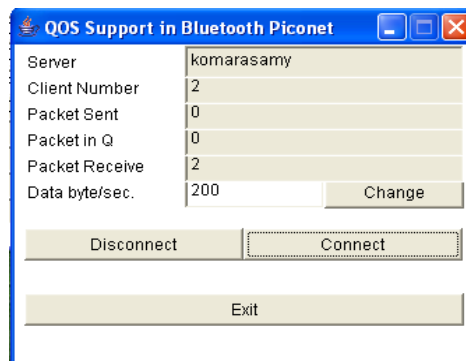 QOS Support in Bluetooth Piconet
Server komarasamy
Client Number 2
Packet Sent 0
Packet in Q 0
Packet Receive 2
Data byte/sec. 200 Change
Disconnect Connect
Exit